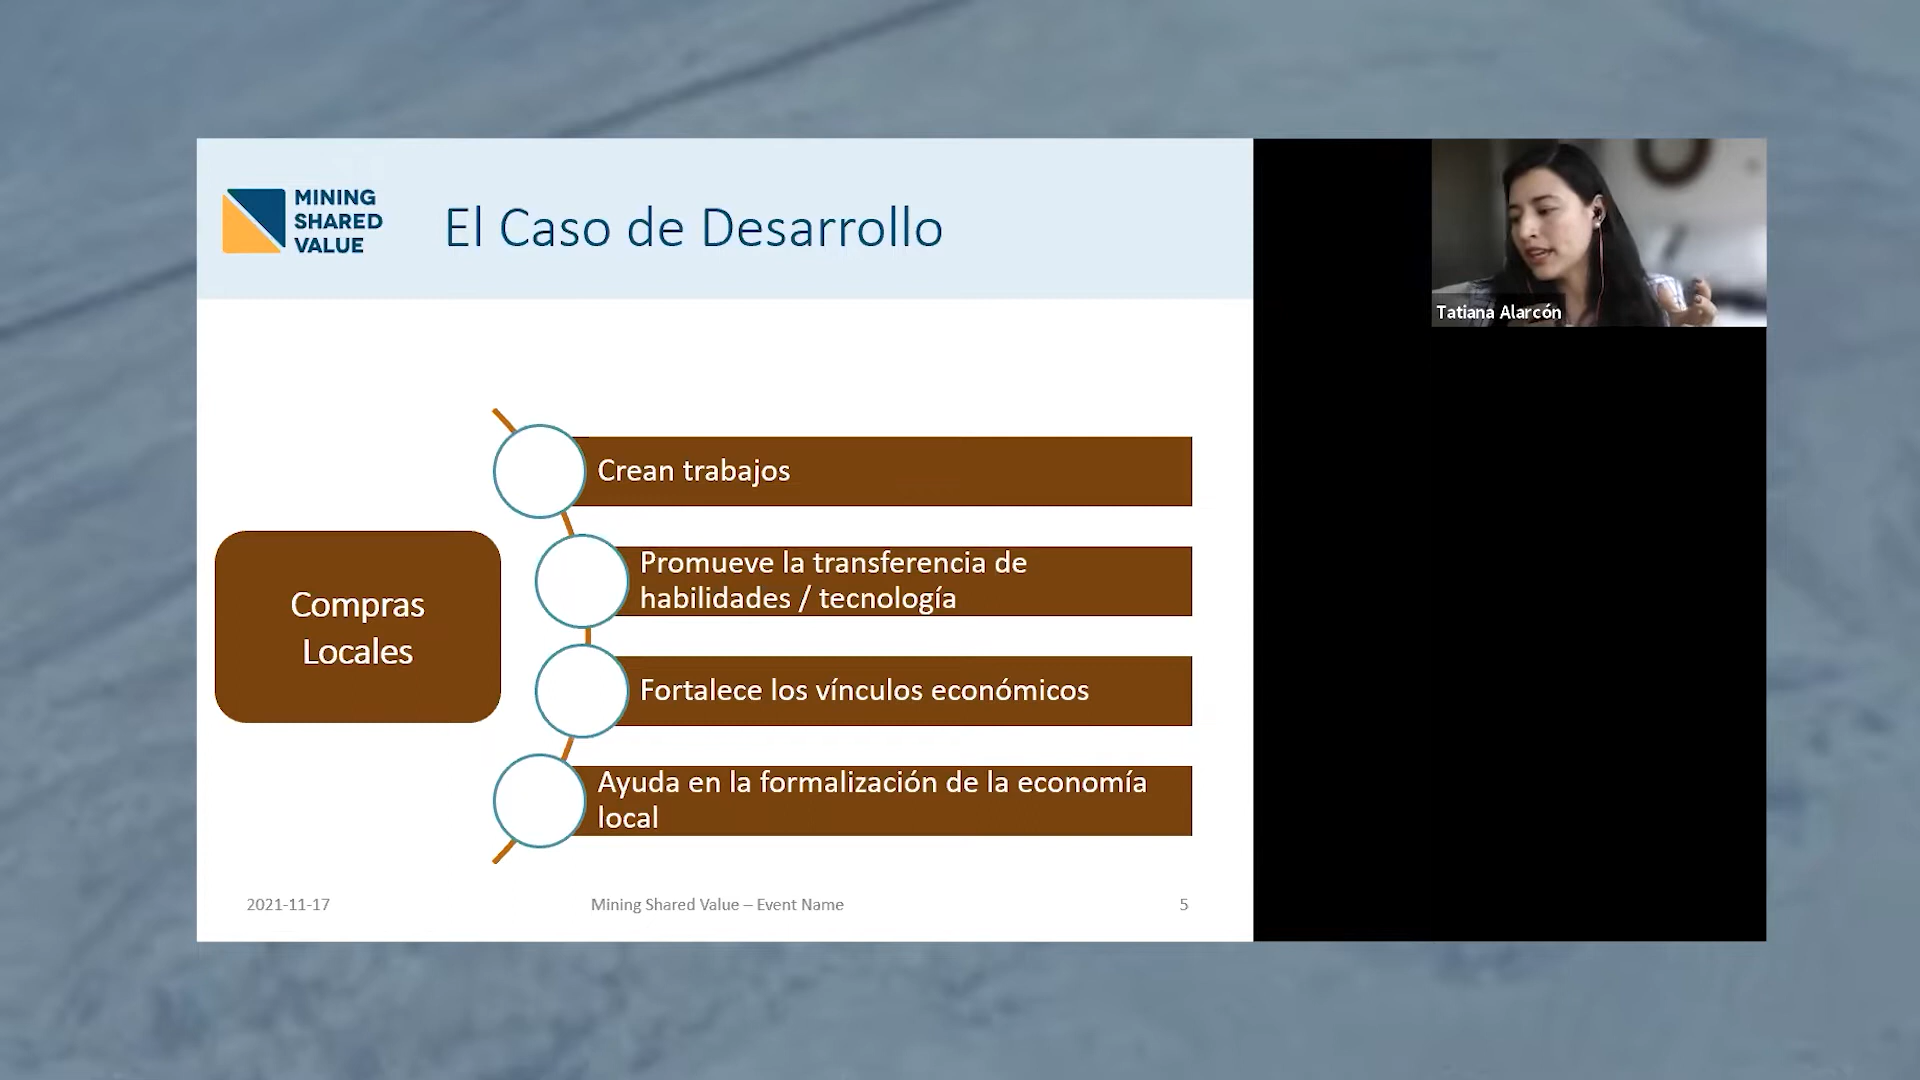 MINING
SHARED
VALUE
El Caso de Desarrollo
Tatiana Alarcón
Compras
Locales
Crean trabajos
Promueve la transferencia de
habilidades / tecnología
Fortalece los vínculos económicos
Ayuda en la formalización de la economía
local
2021-11-17
Mining Shared Value – Event Name
5